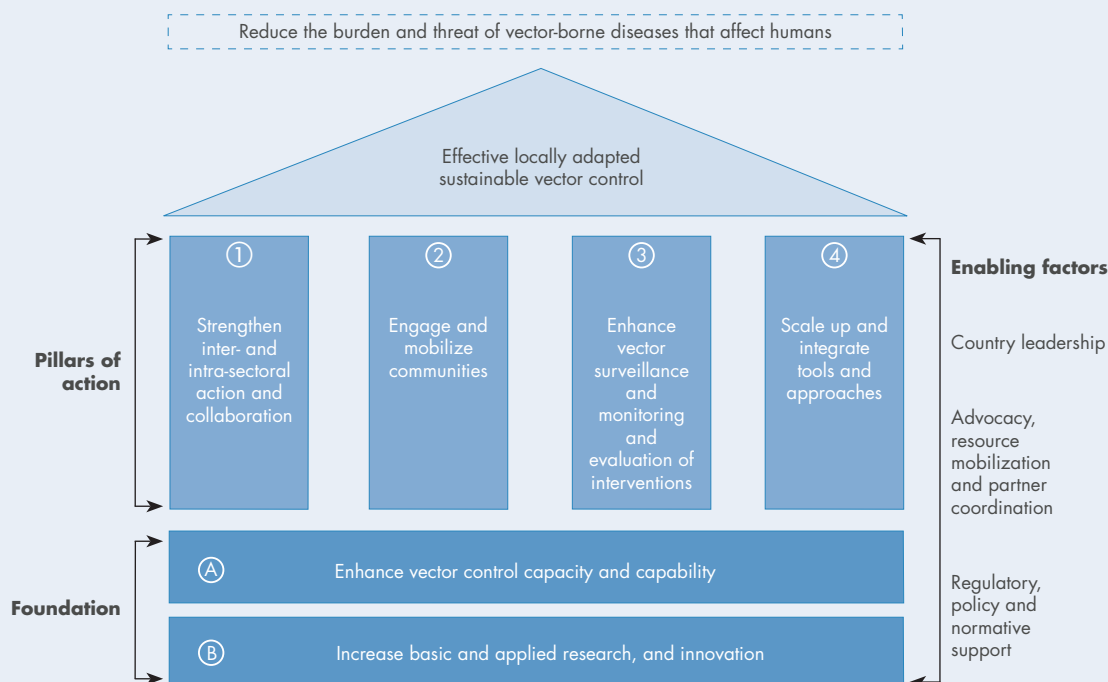 Reduce the burden and threat of vector-borne diseases that affect humans
Effective locally adapted
sustainable vector control
Pillars of
action
1
Strengthen
inter- and
intra-sectoral
action and
collaboration
2
Engage and
mobilize
communities
3
Enhance
vector
surveillance
and
monitoring
and
evaluation of
interventions
4
Scale up and
integrate
tools and
approaches
Enabling factors
Country leadership
Advocacy,
resource
mobilization
and partner
coordination
Regulatory,
policy and
normative
support
Foundation
A
Enhance vector control capacity and capability
B
Increase basic and applied research, and innovation